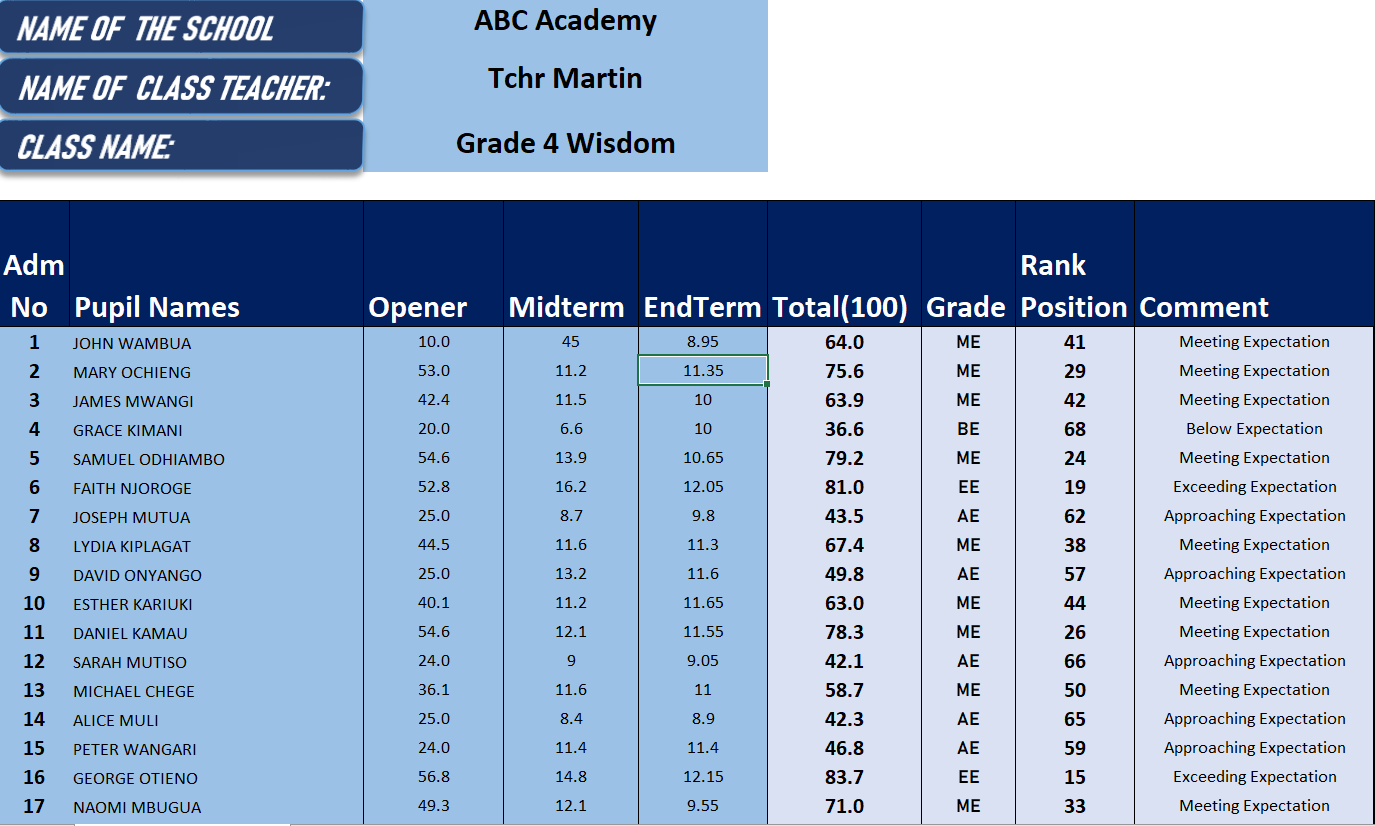 NAME OF THE SCHOOL ABC Academy
NAME OF CLASS TEACHER: Tchr Martin
CLASS NAME: Grade 4 Wisdom
Adm No Pupil Names Opener Midterm EndTerm Total(100) Grade Rank Position Comment
1 JOHN WAMBUA 10.0 45 8.95 64.0 ME 41 Meeting Expectation
2 MARY OCHIENG 53.0 11.2 11.35 75.6 ME 29 Meeting Expectation
3 JAMES MWANGI 42.4 11.5 10 63.9 ME 42 Meeting Expectation
4 GRACE KIMANI 20.0 6.6 10 36.6 BE 68 Below Expectation
5 SAMUEL ODHIAMBO 54.6 13.9 10.65 79.2 ME 24 Meeting Expectation
6 FAITH NJOROGE 52.8 16.2 12.05 81.0 EE 19 Exceeding Expectation
7 JOSEPH MUTUA 25.0 8.7 9.8 43.5 AE 62 Approaching Expectation
8 LYDIA KIPLAGAT 44.5 11.6 11.3 67.4 ME 38 Meeting Expectation
9 DAVID ONYANGO 25.0 13.2 11.6 49.8 AE 57 Approaching Expectation
10 ESTHER KARIUKI 40.1 11.2 11.65 63.0 ME 44 Meeting Expectation
11 DANIEL KAMAU 54.6 12.1 11.55 78.3 ME 26 Meeting Expectation
12 SARAH MUTISO 24.0 9 9.05 42.1 AE 66 Approaching Expectation
13 MICHAEL CHEGE 36.1 11.6 11 58.7 ME 50 Meeting Expectation
14 ALICE MULI 25.0 8.4 8.9 42.3 AE 65 Approaching Expectation
15 PETER WANGARI 24.0 11.4 11.4 46.8 AE 59 Approaching Expectation
16 GEORGE OTIENO 56.8 14.8 12.15 83.7 EE 15 Exceeding Expectation
17 NAOMI MBUGUA 49.3 12.1 9.55 71.0 ME 33 Meeting Expectation